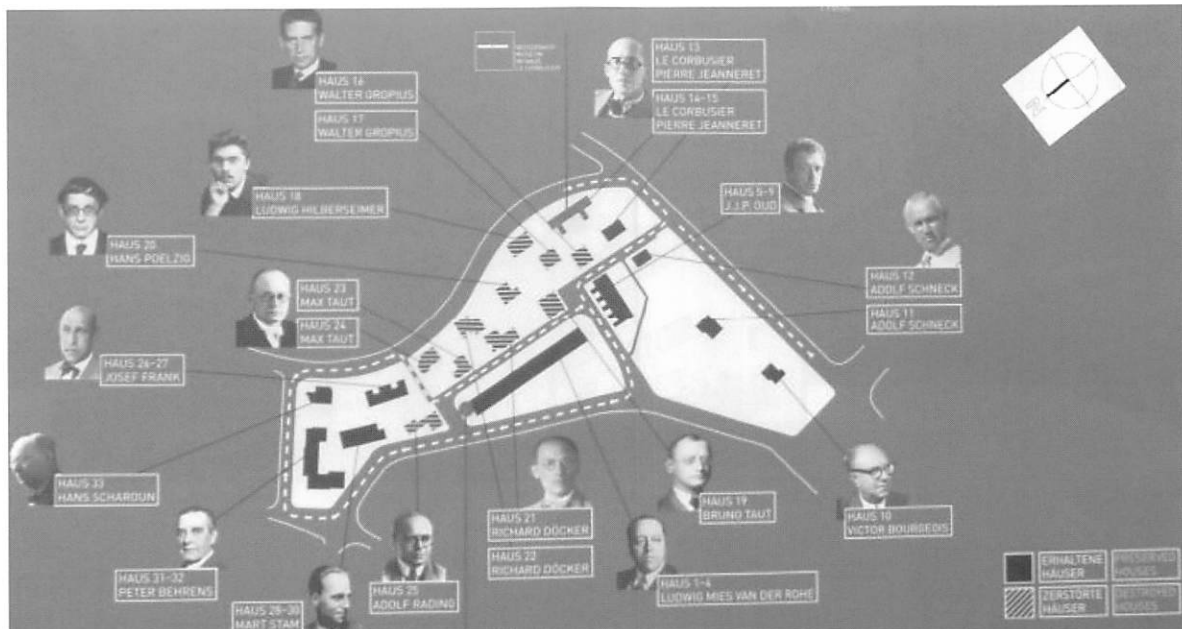 HAUS 16
WALTER GROPIUS
HAUS 17
WALTER GROPIUS
HAUS 13
LE CORBUSIER
PIERRE JEANNERET
HAUS 14-15
LE CORBUSIER
PIERRE JEANNERET
HAUS 5-9
J.J.P. OUD
HAUS 18
LUDWIG HILBERSEIMER
HAUS 20
HANS POELZIG
HAUS 12
ADOLF SCHNECK
HAUS 11
ADOLF SCHNECK
HAUS 23
MAX TAUT
HAUS 24
MAX TAUT
HAUS 26-27
JOSEF FRANK
HAUS 33
HANS SCHAROUN
HAUS 31-32
PETER BEHRENS
HAUS 28-30
MART STAM
HAUS 25
ADOLF RADING
HAUS 21
RICHARD DÖCKER
HAUS 22
RICHARD DÖCKER
HAUS 19
BRUNO TAUT
HAUS 1-4
LUDWIG MIES VAN DER ROHE
HAUS 10
VICTOR BOURGEOIS
N
ERHALTENE
HÄUSER
PRESERVED
HOUSES
ZERSTÖRTE
HÄUSER
DESTROYED
HOUSES